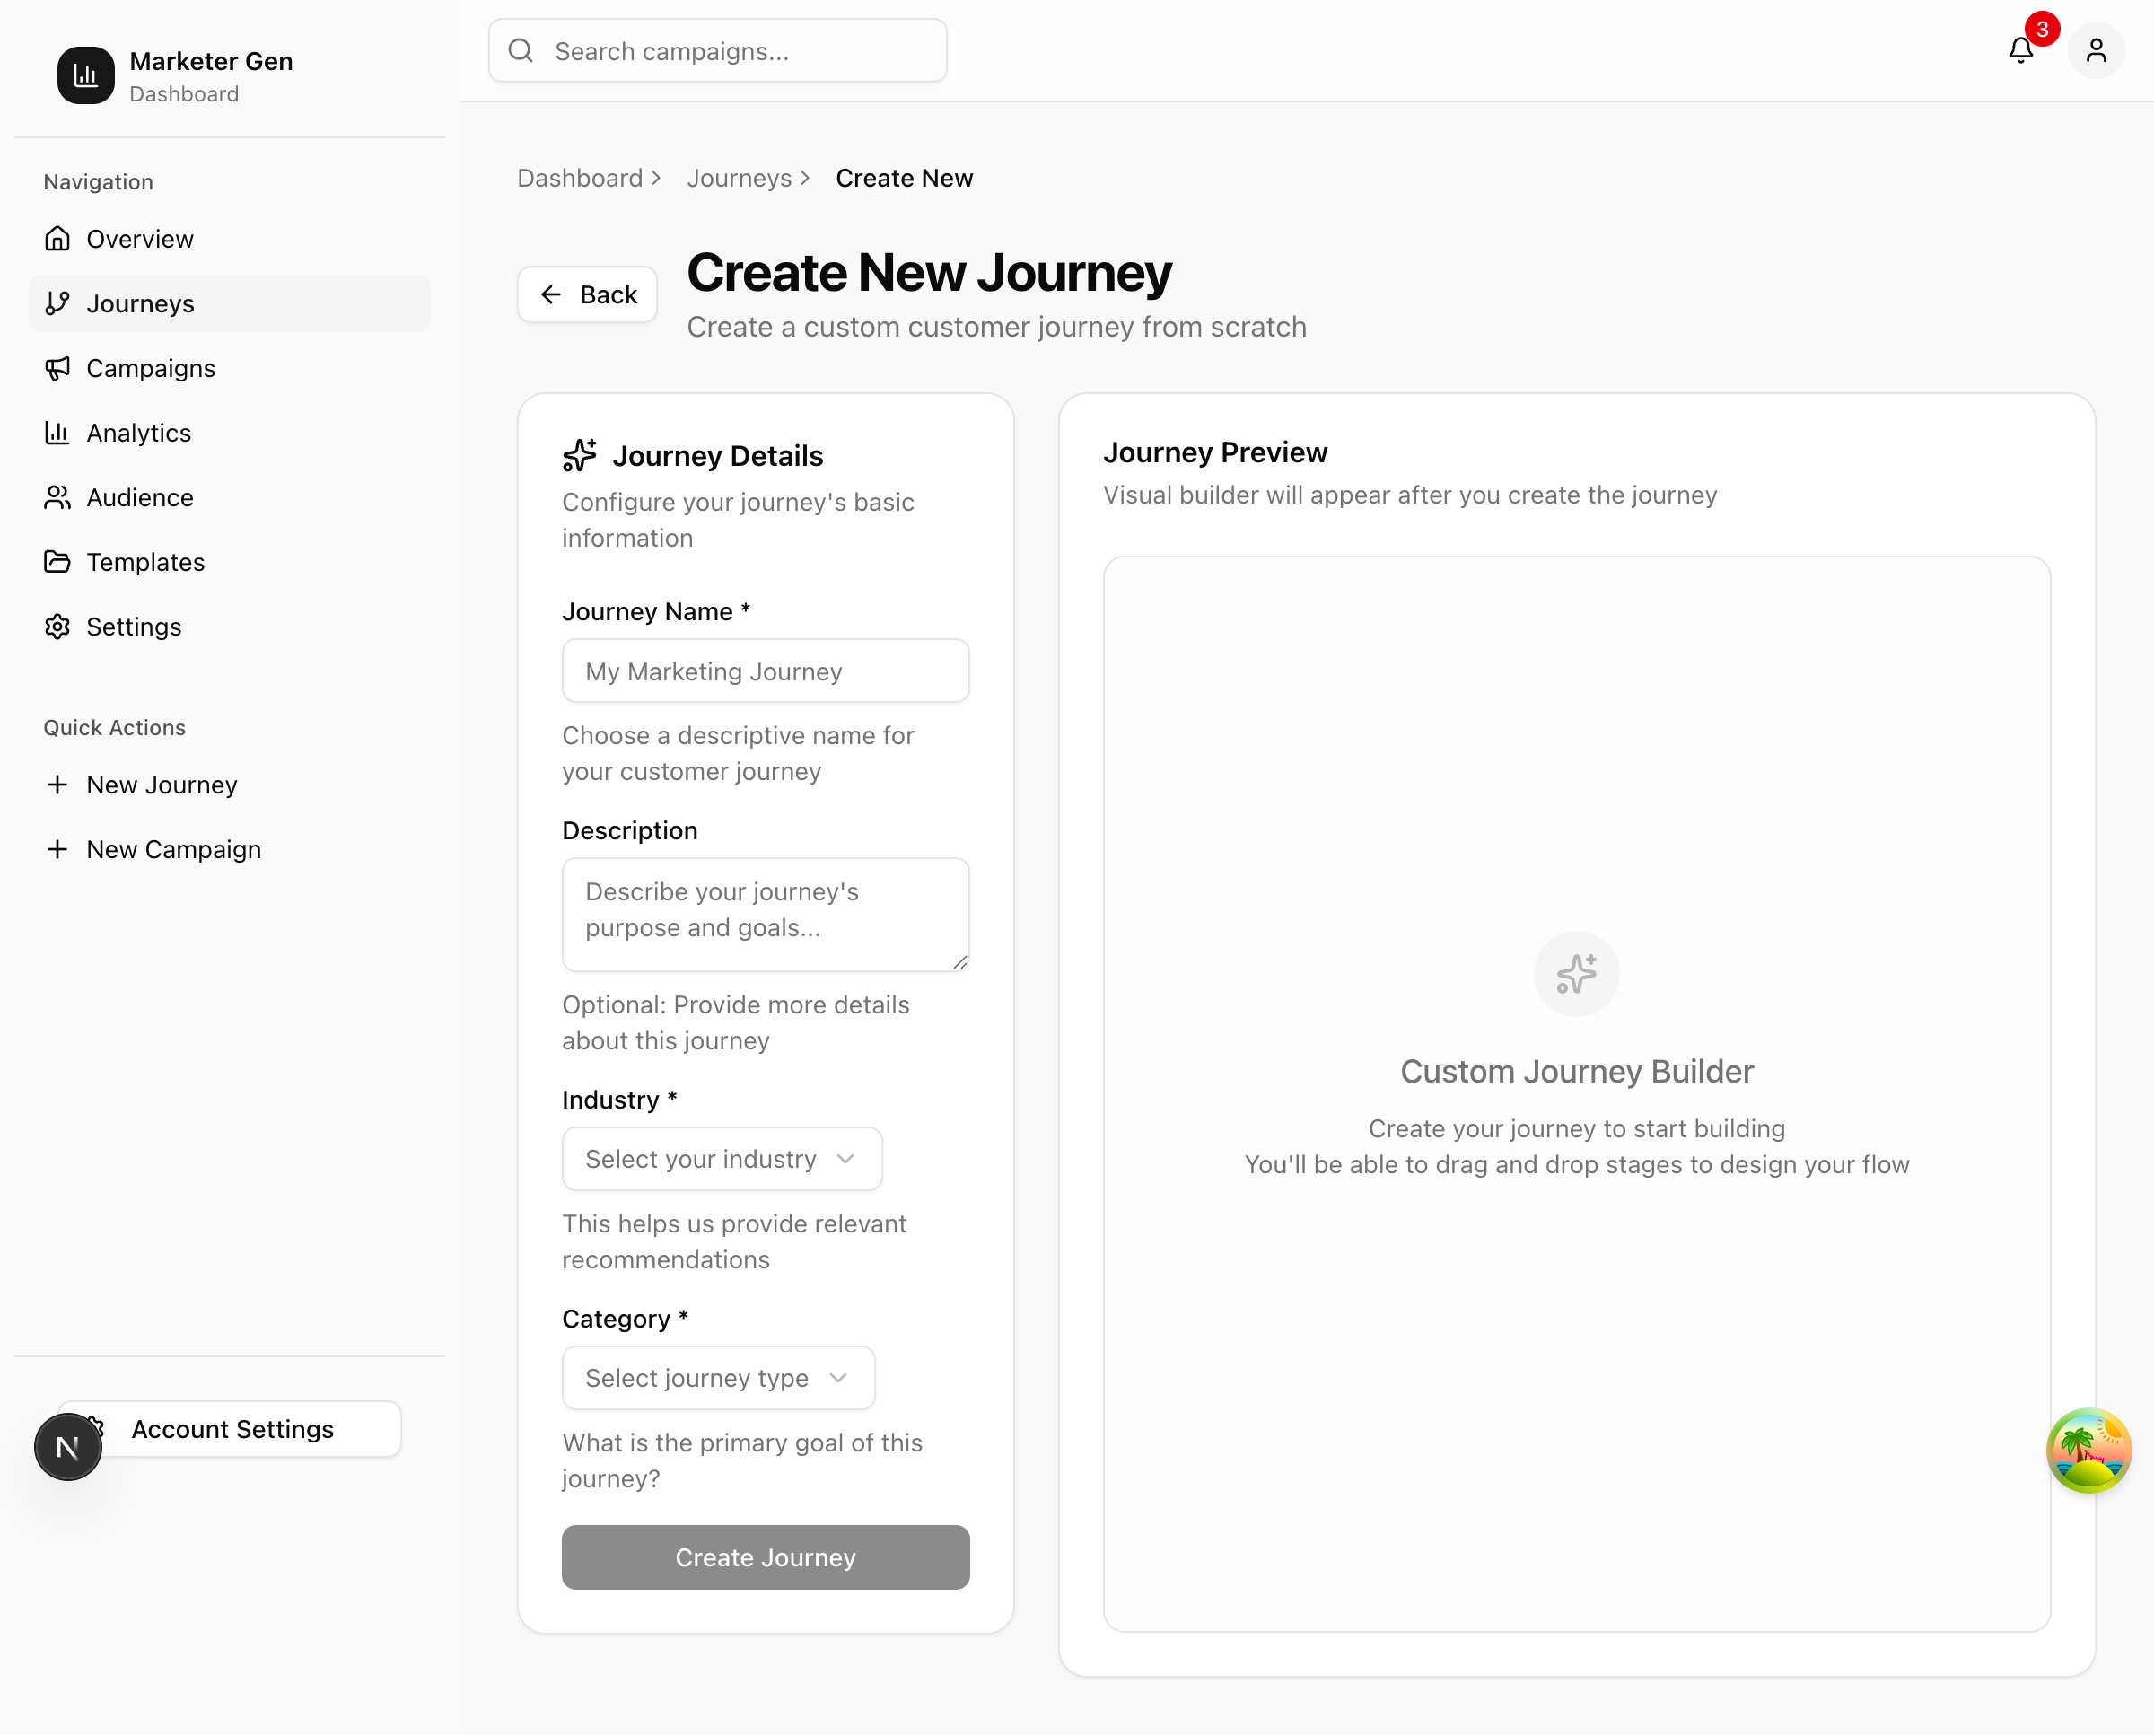 Marketer Gen
Dashboard
Navigation
Overview
Journeys
Campaigns
Analytics
Audience
Templates
Settings
Quick Actions
New Journey
New Campaign
Account Settings
N
Search campaigns...
3
Dashboard
Journeys
Create New
Back
Create New Journey
Create a custom customer journey from scratch
Journey Details
Configure your journey's basic
information
Journey Name *
My Marketing Journey
Choose a descriptive name for
your customer journey
Description
Describe your journey's
purpose and goals...
Optional: Provide more details
about this journey
Industry *
Select your industry
This helps us provide relevant
recommendations
Category *
Select journey type
What is the primary goal of this
journey?
Create Journey
Journey Preview
Visual builder will appear after you create the journey
Custom Journey Builder
Create your journey to start building
You'll be able to drag and drop stages to design your flow